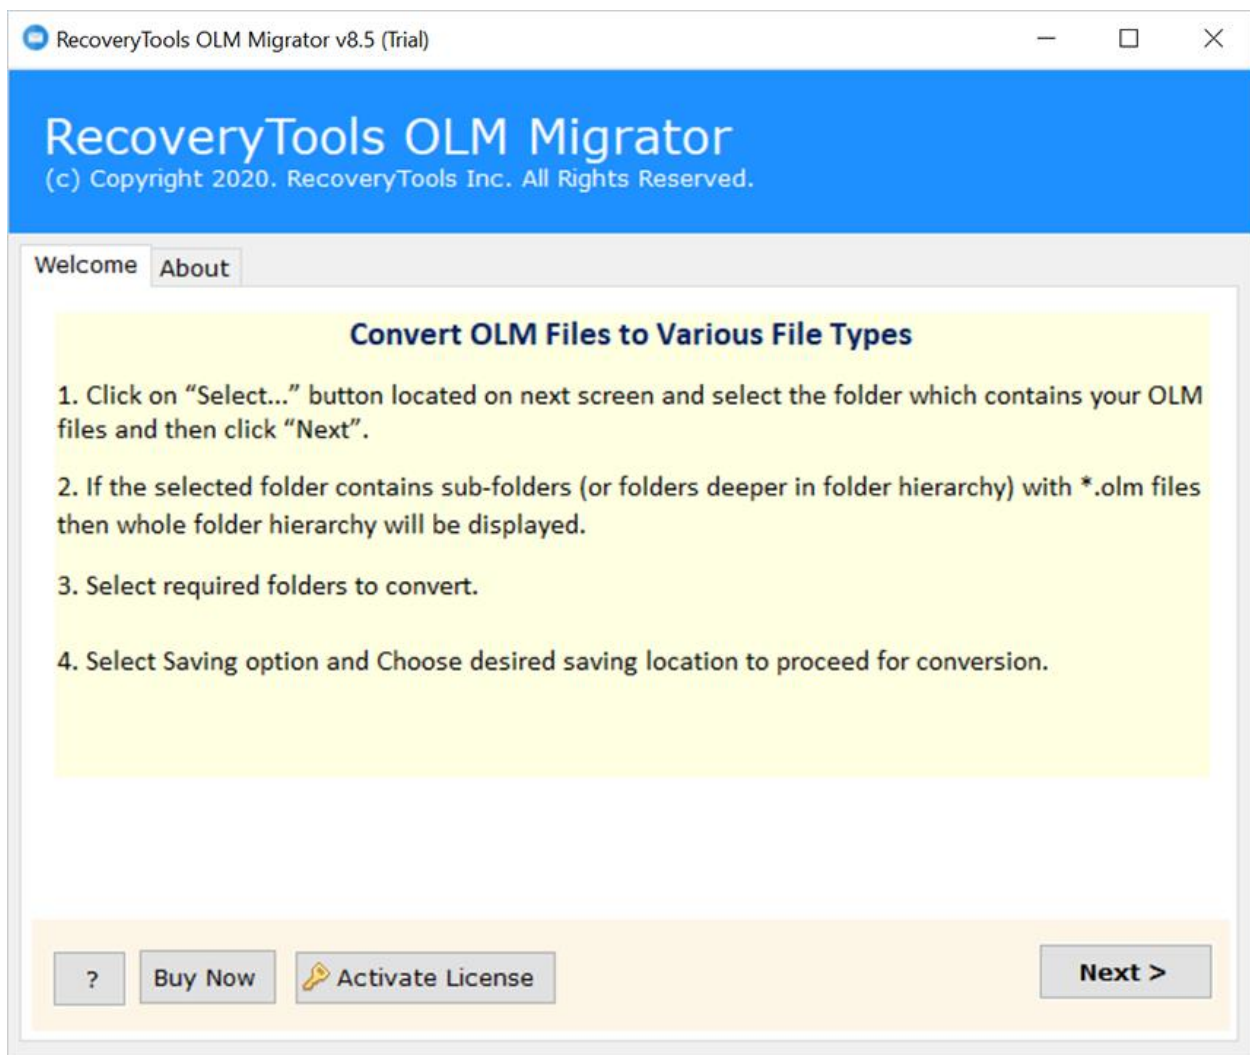 RecoveryTools OLM Migrator v8.5 (Trial)
RecoveryTools OLM Migrator
(c) Copyright 2020. RecoveryTools Inc. All Rights Reserved.
Welcome
About
Convert OLM Files to Various File Types
1. Click on “Select...” button located on next screen and select the folder which contains your OLM
files and then click “Next”.
2. If the selected folder contains sub-folders (or folders deeper in folder hierarchy) with *.olm files
then whole folder hierarchy will be displayed.
3. Select required folders to convert.
4. Select Saving option and Choose desired saving location to proceed for conversion.
?
Buy Now
Activate License
Next >